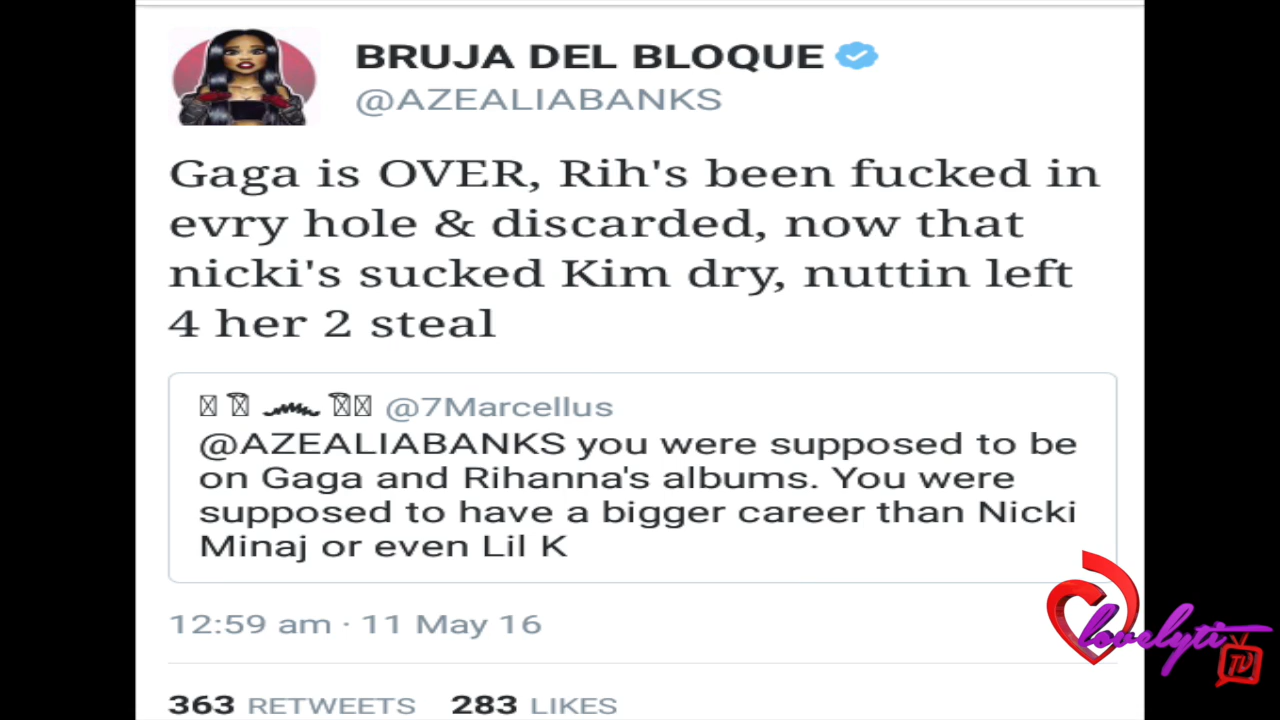 BRUJA DEL BLOQUE
@AZEALIABANKS
Gaga is OVER, Rih's been fucked in
evry hole & discarded, now that
nicki's sucked Kim dry, nuttin left
4 her 2 steal
@7Marcellus
@AZEALIABANKS you were supposed to be
on Gaga and Rihanna's albums. You were
supposed to have a bigger career than Nicki
Minaj or even Lil K
12:59 am · 11 May 16
363 RETWEETS 283 LIKES
lovelyti
TV